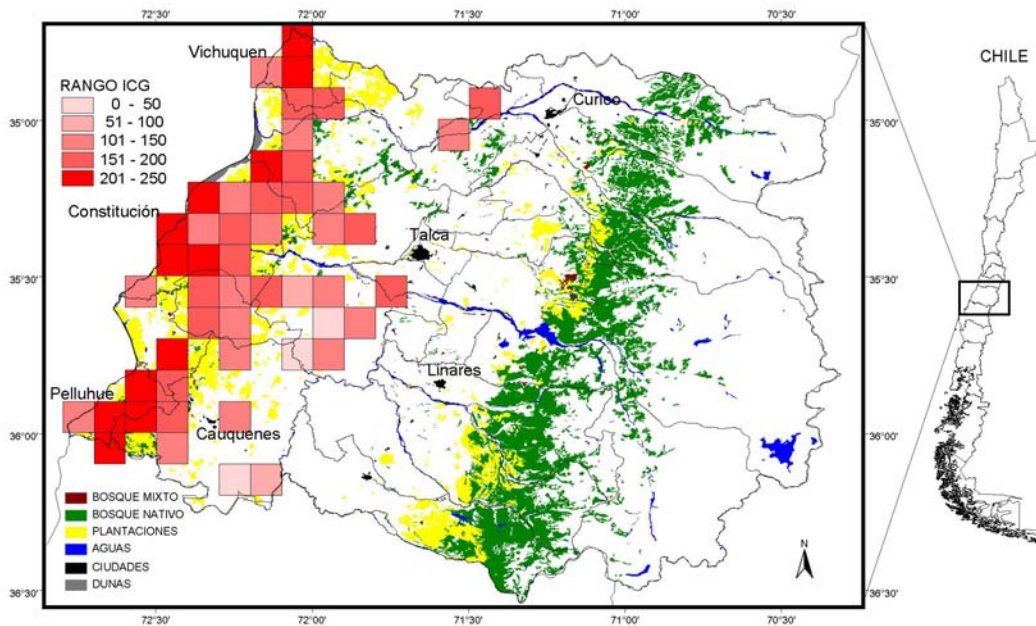 72°30'
72°00'
71°30'
71°00'
70°30'
Vichuquen
RANGO ICG
0 - 50
51 - 100
101 - 150
151 - 200
201 - 250
Curico
CHILE
35°00'
35°00'
Constitución
Talca
35°30'
35°30'
Linares
Pelluhue
Cauquenes
36°00'
36°00'
BOSQUE MIXTO
BOSQUE NATIVO
PLANTACIONES
AGUAS
CIUDADES
DUNAS
N
36°30'
36°30'
72°30'
72°00'
71°30'
71°00'
70°30'